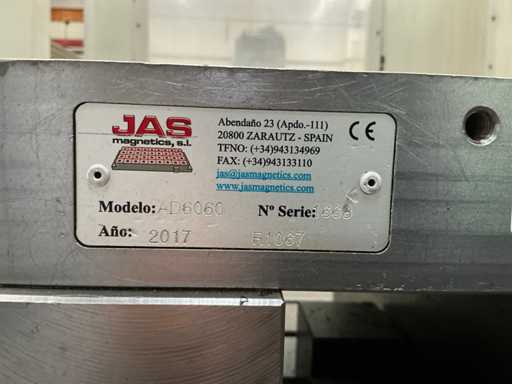 JAS
magnetics, s.l.
Abendaño 23 (Apdo.-111)
20800 ZARAUTZ - SPAIN
TFNO: (+34)943134969
FAX: (+34)943133110
jas@jasmagnetics.com
www.jasmagnetics.com
CE
Modelo: AD6060
Nº Serie:
Año: 2017